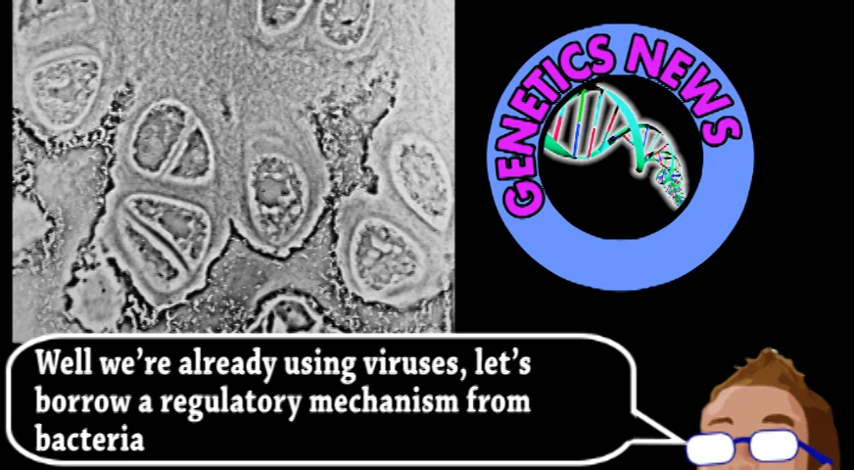 GENETICS NEWS
Well we're already using viruses, let's
borrow a regulatory mechanism from
bacteria